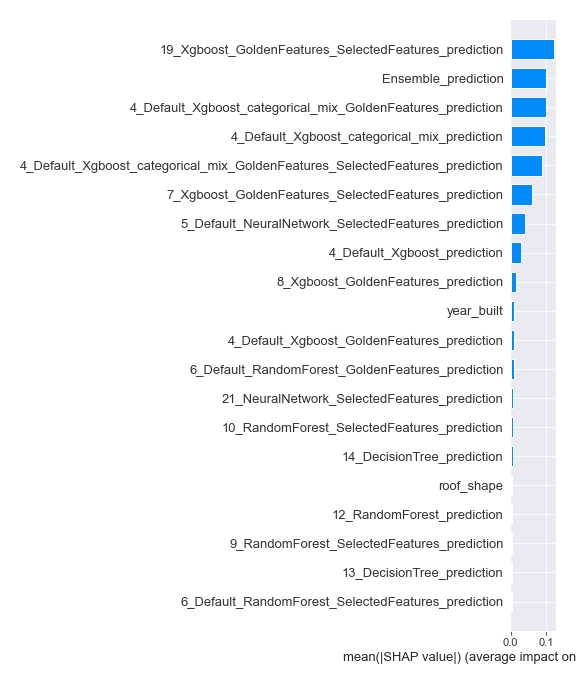 19_Xgboost_GoldenFeatures_SelectedFeatures_prediction
Ensemble_prediction
4_Default_Xgboost_categorical_mix_GoldenFeatures_prediction
4_Default_Xgboost_categorical_mix_prediction
4_Default_Xgboost_categorical_mix_GoldenFeatures_SelectedFeatures_prediction
7_Xgboost_GoldenFeatures_SelectedFeatures_prediction
5_Default_NeuralNetwork_SelectedFeatures_prediction
4_Default_Xgboost_prediction
8_Xgboost_GoldenFeatures_prediction
year_built
4_Default_Xgboost_GoldenFeatures_prediction
6_Default_RandomForest_GoldenFeatures_prediction
21_NeuralNetwork_SelectedFeatures_prediction
10_RandomForest_SelectedFeatures_prediction
14_DecisionTree_prediction
roof_shape
12_RandomForest_prediction
9_RandomForest_SelectedFeatures_prediction
13_DecisionTree_prediction
6_Default_RandomForest_SelectedFeatures_prediction
0.0 0.1
mean(|SHAP value|) (average impact on